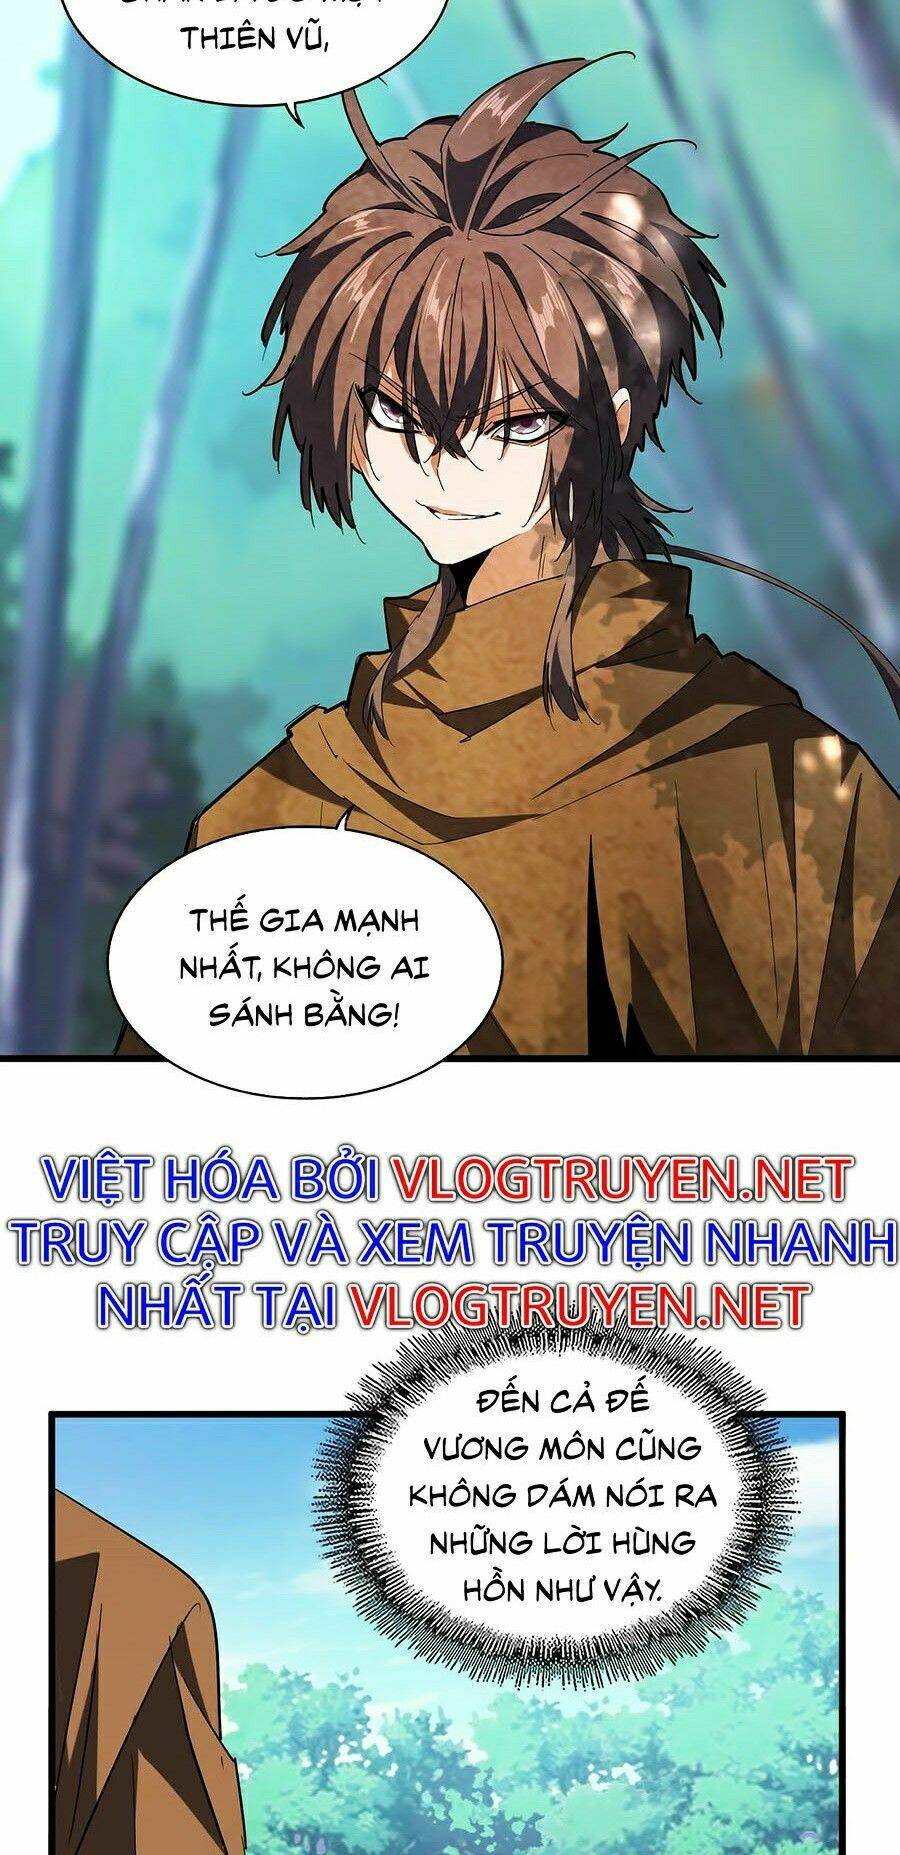 THIÊN VŨ,
THẾ GIA MẠNH
NHẤT, KHÔNG AI
SÁNH BẰNG!
VIỆT HÓA BỞI VLOGTRUYEN.NET
TRUY CẬP VÀ XEM TRUYỆN NHANH
NHẤT TẠI VLOGTRUYEN.NET
ĐẾN CẢ ĐẾ
VƯƠNG MÔN CŨNG
KHÔNG DÁM NÓI RA
NHỮNG LỜI HÙNG
HỒN NHƯ VẬY.